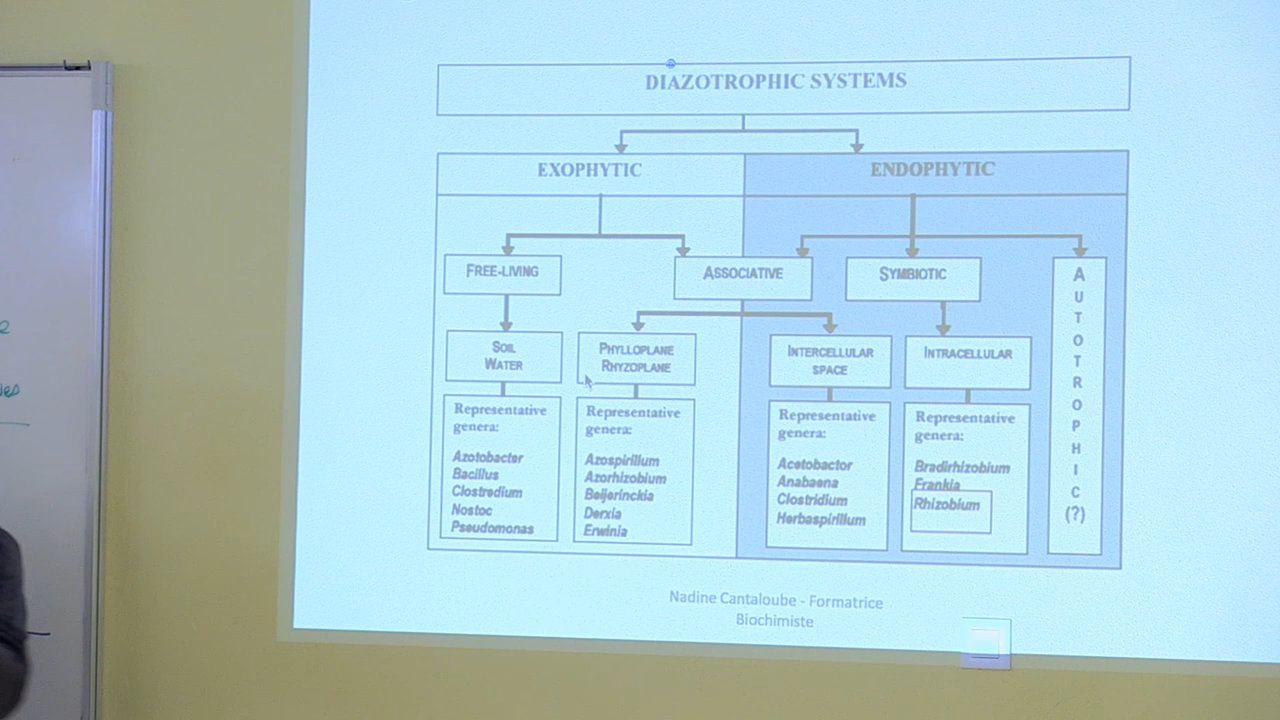 DIAZOTROPHIC SYSTEMS
EXOPHYTIC
ENDOPHYTIC
FREE-LIVING
ASSOCIATIVE
SYMBIOTIC
AUTOTROPHIC
(?)
SOIL
WATER
PHYLLOPLANE
RHYZOPLANE
INTERCELLULAR
SPACE
INTRACELLULAR
Representative
genera:
Azotobacter
Bacillus
Clostredium
Nostoc
Pseudomonas
Representative
genera:
Azospirillum
Azorhizobium
Beijerinckia
Derxia
Erwinia
Representative
genera:
Acetobactor
Anabaena
Clostridium
Herbaspirillum
Representative
genera:
Bradirhizobium
Frankia
Rhizobium
Nadine Cantaloube - Formatrice
Biochimiste